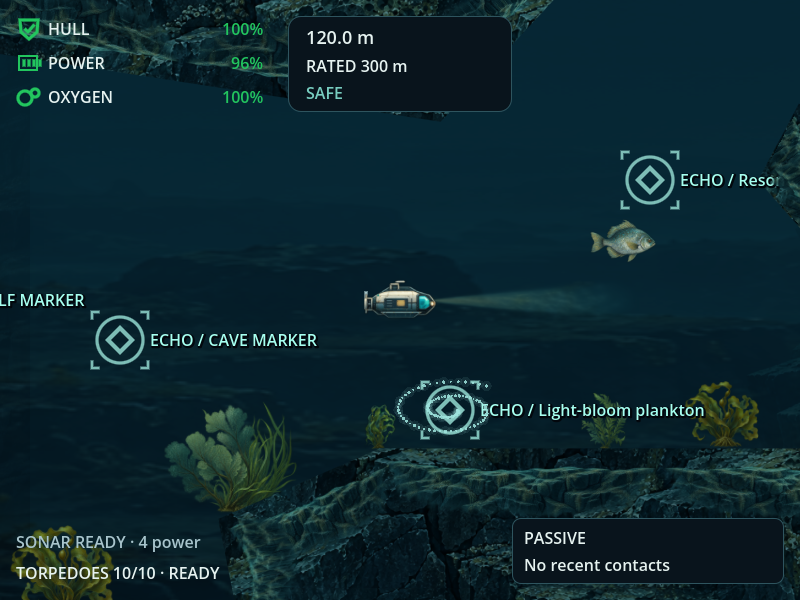 HULL 100%
POWER 96%
OXYGEN 100%
120.0 m
RATED 300 m
SAFE
ECHO / Reso
LF MARKER
ECHO / CAVE MARKER
ECHO / Light-bloom plankton
SONAR READY · 4 power
TORPEDOES 10/10 · READY
PASSIVE
No recent contacts